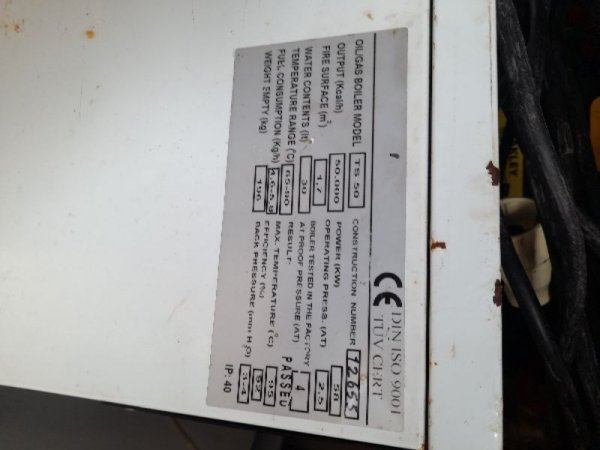 CE DIN ISO 9001
TUV CERT
OIL/GAS BOILER MODEL TS 50
OUTPUT (Kcal/h) 50.000
FIRE SURFACE (m²) 1,7
WATER CONTENTS (lt) 30
TEMPERATURE RANGE (°C) 65-90
FUEL CONSUMPTION (Kg/h) 4,6-5,8
WEIGHT EMPTY (kg) 196
CONSTRUCTION NUMBER 12653
POWER (KW) 58
OPERATING PRESS. (AT) 2.5
BOILER TESTED IN THE FACTORY
AT PROOF PRESSURE (AT) 4
RESULT: PASSED
MAX. TEMPERATURE (°C) 95
EFFICIENCY (%)
BACK PRESSURE (mm H₂O) 3-4
IP: 40